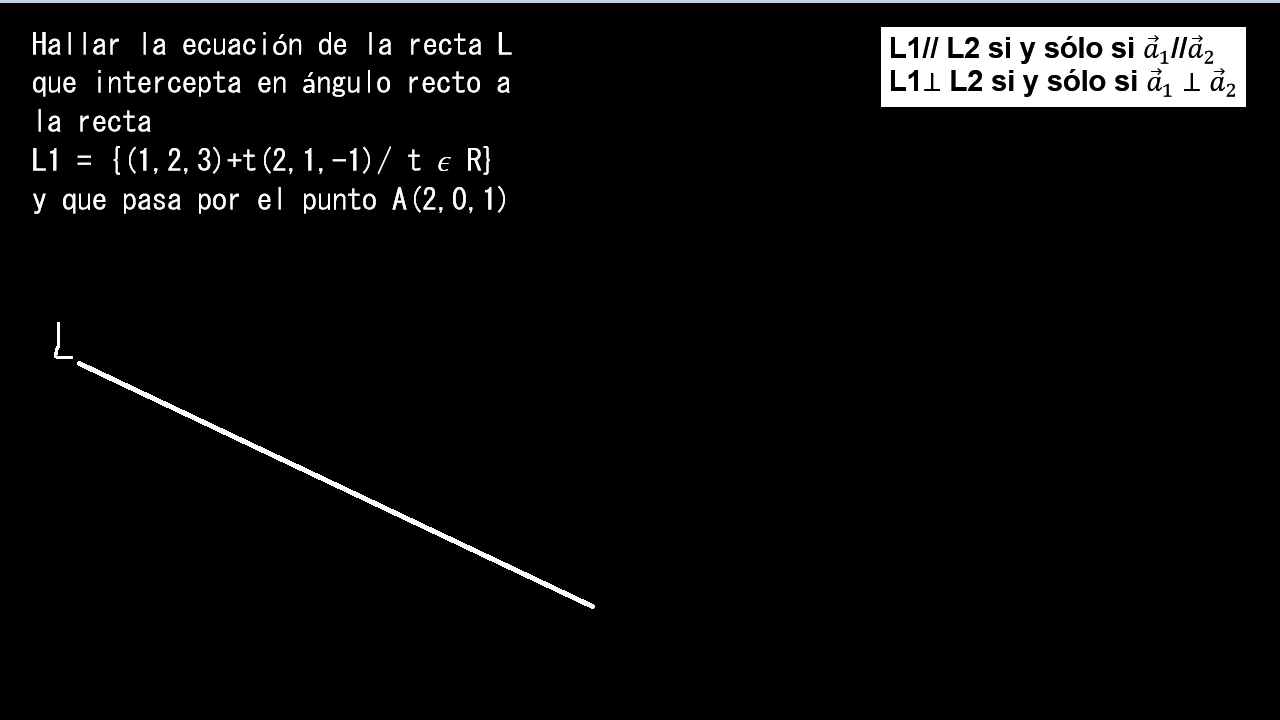 Hallar la ecuación de la recta L
que intercepta en ángulo recto a
la recta
L1 = {(1,2,3)+t(2,1,-1)/ t ϵ R}
y que pasa por el punto A(2,0,1)
L1// L2 si y sólo si a⃗₁//a⃗₂
L1⊥ L2 si y sólo si a⃗₁ ⊥ a⃗₂
L